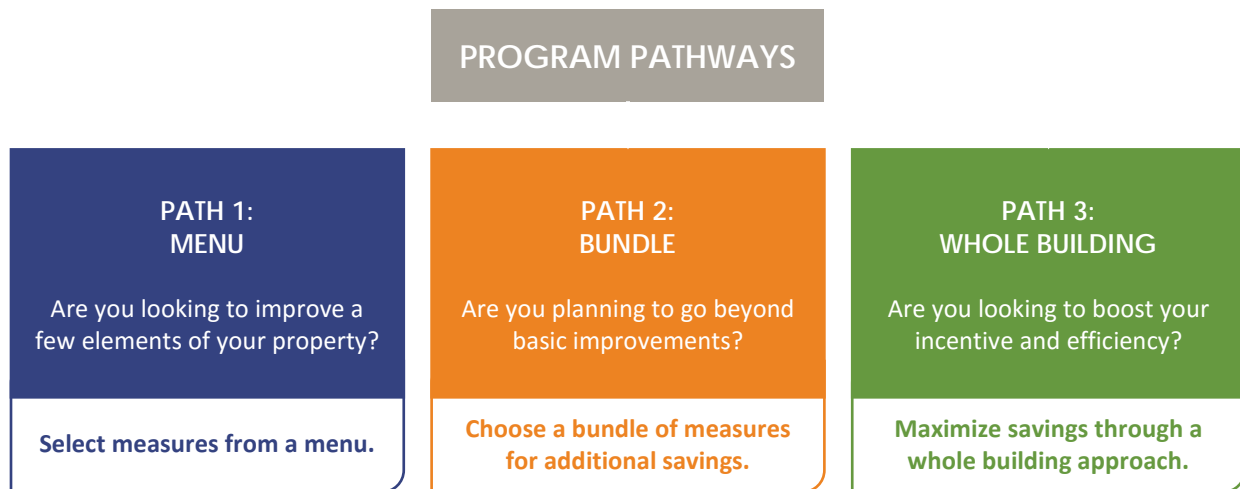 PROGRAM PATHWAYS
PATH 1:
MENU
Are you looking to improve a
few elements of your property?
Select measures from a menu.
PATH 2:
BUNDLE
Are you planning to go beyond
basic improvements?
Choose a bundle of measures
for additional savings.
PATH 3:
WHOLE BUILDING
Are you looking to boost your
incentive and efficiency?
Maximize savings through a
whole building approach.